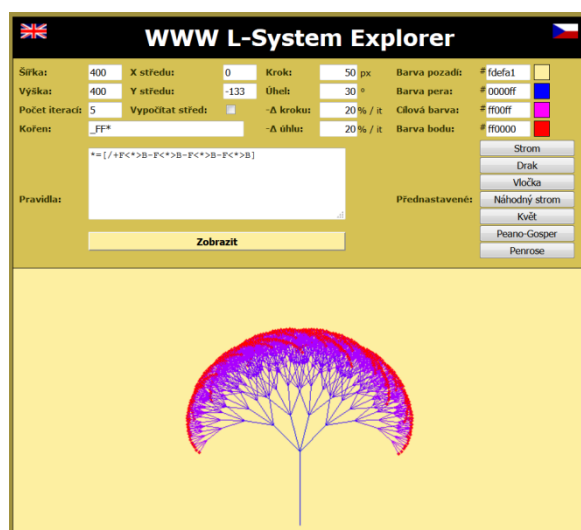 WWW L-System Explorer
Šířka: 400 X středu: 0 Krok: 50 px Barva pozadí: # fdefa1
Výška: 400 Y středu: -133 Úhel: 30 º Barva pera: # 0000ff
Počet iterací: 5 Vypočítat střed: -Δ kroku: 20 % / it Cílová barva: # ff00ff
Kořen: _FF* -Δ úhlu: 20 % / it Barva bodu: # ff0000
Pravidla: *=[/+F<*>B-F<*>B-F<*>B-F<*>B] Přednastavené:
Strom
Drak
Vločka
Náhodný strom
Květ
Peano-Gosper
Penrose
Zobrazit